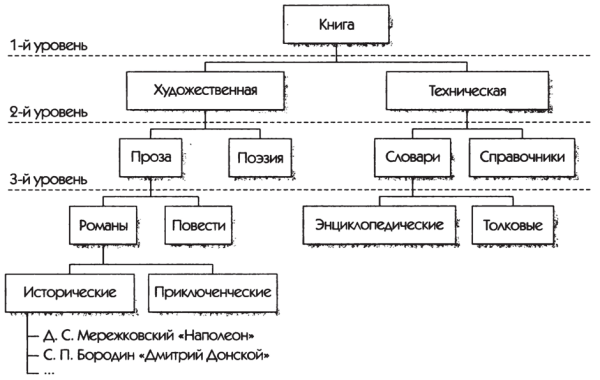 Книга
1-й уровень
Художественная Техническая
2-й уровень
Проза Поэзия Словари Справочники
3-й уровень
Романы Повести Энциклопедические Толковые
Исторические Приключенческие
Д. С. Мережковский «Наполеон»
С. П. Бородин «Дмитрий Донской»
...